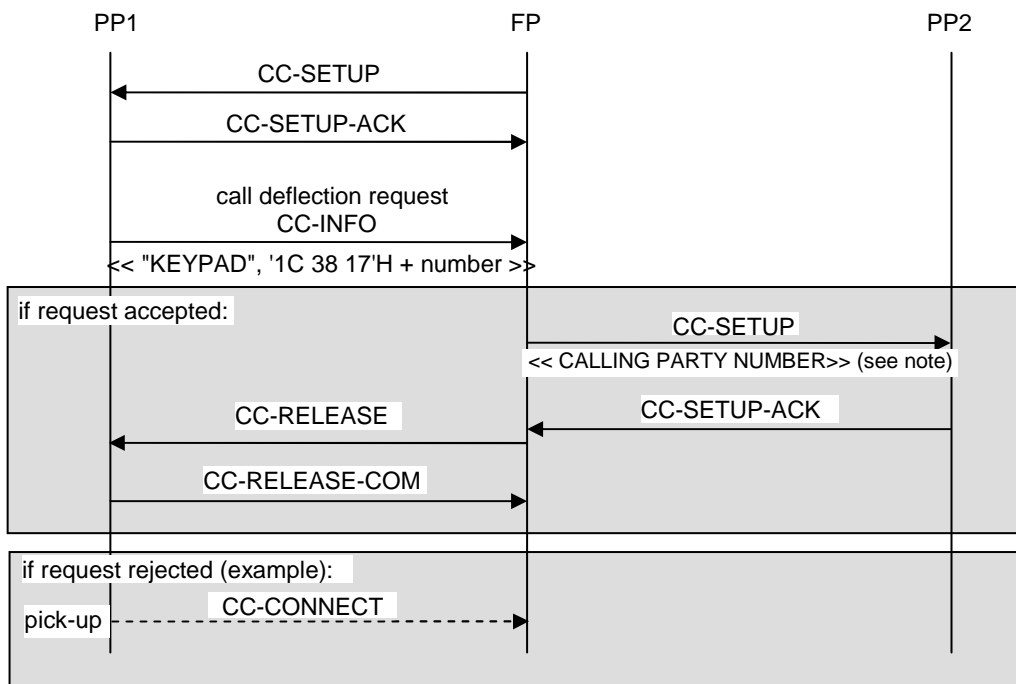 PP1 FP PP2
CC-SETUP
CC-SETUP-ACK
call deflection request
CC-INFO
<< "KEYPAD", '1C 38 17'H + number >>
if request accepted:
CC-SETUP
<< CALLING PARTY NUMBER>> (see note)
CC-SETUP-ACK
CC-RELEASE
CC-RELEASE-COM
if request rejected (example):
CC-CONNECT
pick-up